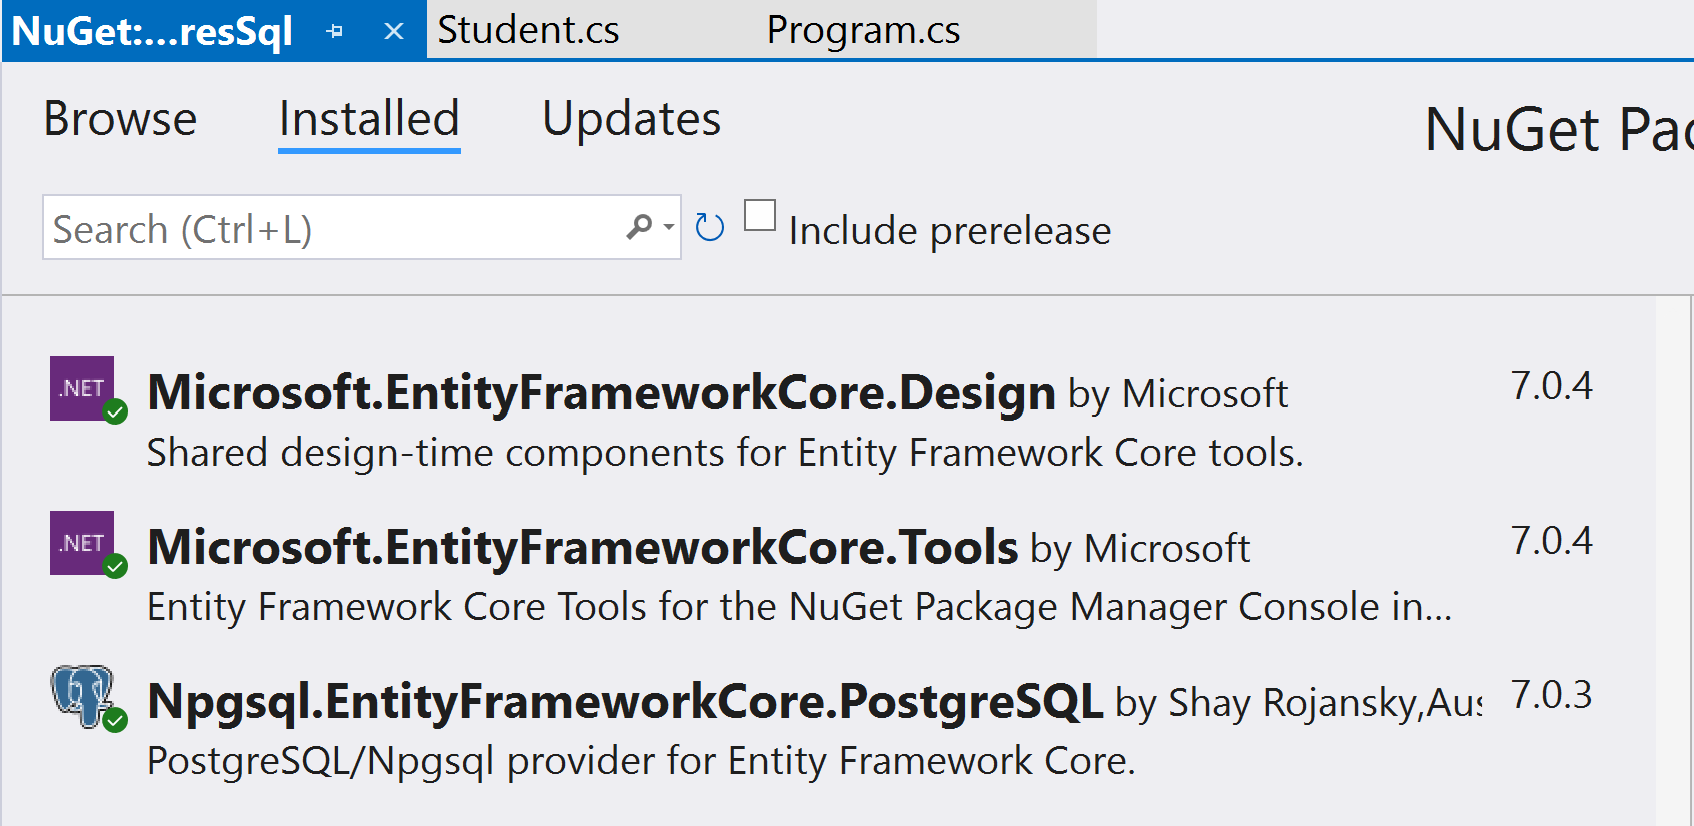 NuGet:...resSql Student.cs Program.cs
Browse Installed Updates NuGet Pac
Search (Ctrl+L) Include prerelease
.NET Microsoft.EntityFrameworkCore.Design by Microsoft 7.0.4
Shared design-time components for Entity Framework Core tools.
.NET Microsoft.EntityFrameworkCore.Tools by Microsoft 7.0.4
Entity Framework Core Tools for the NuGet Package Manager Console in...
Npgsql.EntityFrameworkCore.PostgreSQL by Shay Rojansky,Aus 7.0.3
PostgreSQL/Npgsql provider for Entity Framework Core.